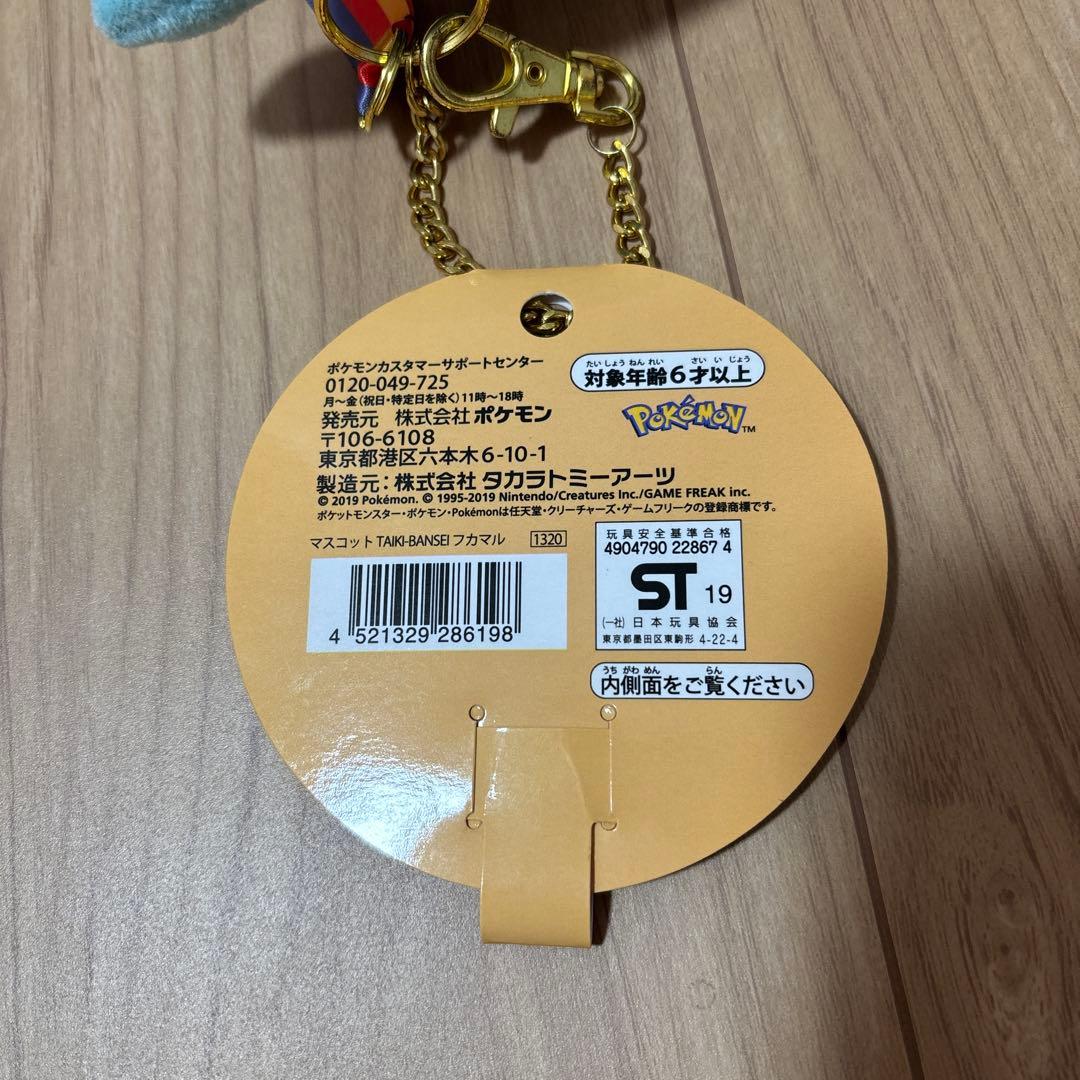 ポケモンカスタマーサポートセンター
0120-049-725
月～金(祝日・特定日を除く)11時～18時
発売元 株式会社ポケモン
〒106-6108
東京都港区六本木6-10-1
製造元：株式会社 タカラトミーアーツ
© 2019 Pokémon. © 1995-2019 Nintendo/Creatures Inc./GAME FREAK inc.
ポケットモンスター・ポケモン・Pokémonは任天堂・クリーチャーズ・ゲームフリークの登録商標です。
たいしょうねんれい さいいじょう
対象年齢6才以上
POKéMON™
マスコット TAIKI-BANSEI フカマル 1320
4 521329 286198
玩具安全基準合格
4904790 22867 4
ST 19
(一社) 日本玩具協会
東京都墨田区東駒形 4-22-4
うちがわめん らん
内側面をご覧ください